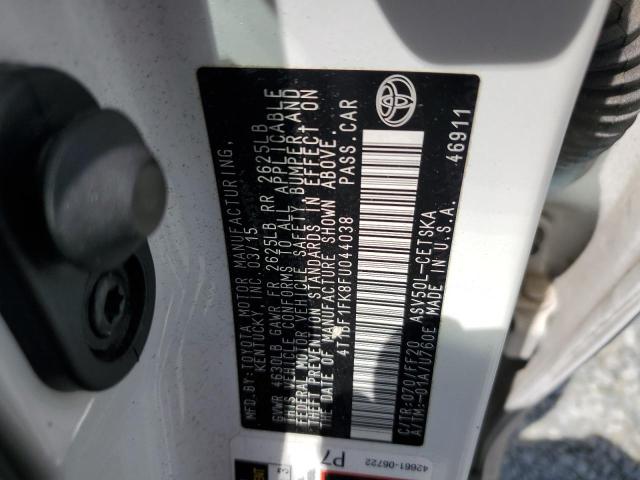 MFD.BY:TOYOTA MOTOR MANUFACTURING,
KENTUCKY, INC. 03/15
GVWR 4630LB GAWR FR 2625LB RR 2625LB
THIS VEHICLE CONFORMS TO ALL APPLICABLE
FEDERAL MOTOR VEHICLE SAFETY, BUMPER, AND
THEFT PREVENTION STANDARDS IN EFFECT ON
THE DATE OF MANUFACTURE SHOWN ABOVE.
4T1BF1FK8FU044038 PASS.CAR
C/TR:020/FF20 ASV50L-CETSKA
A/TM:-01A/U760E MADE IN U.S.A.
46911
42661-06722
P7